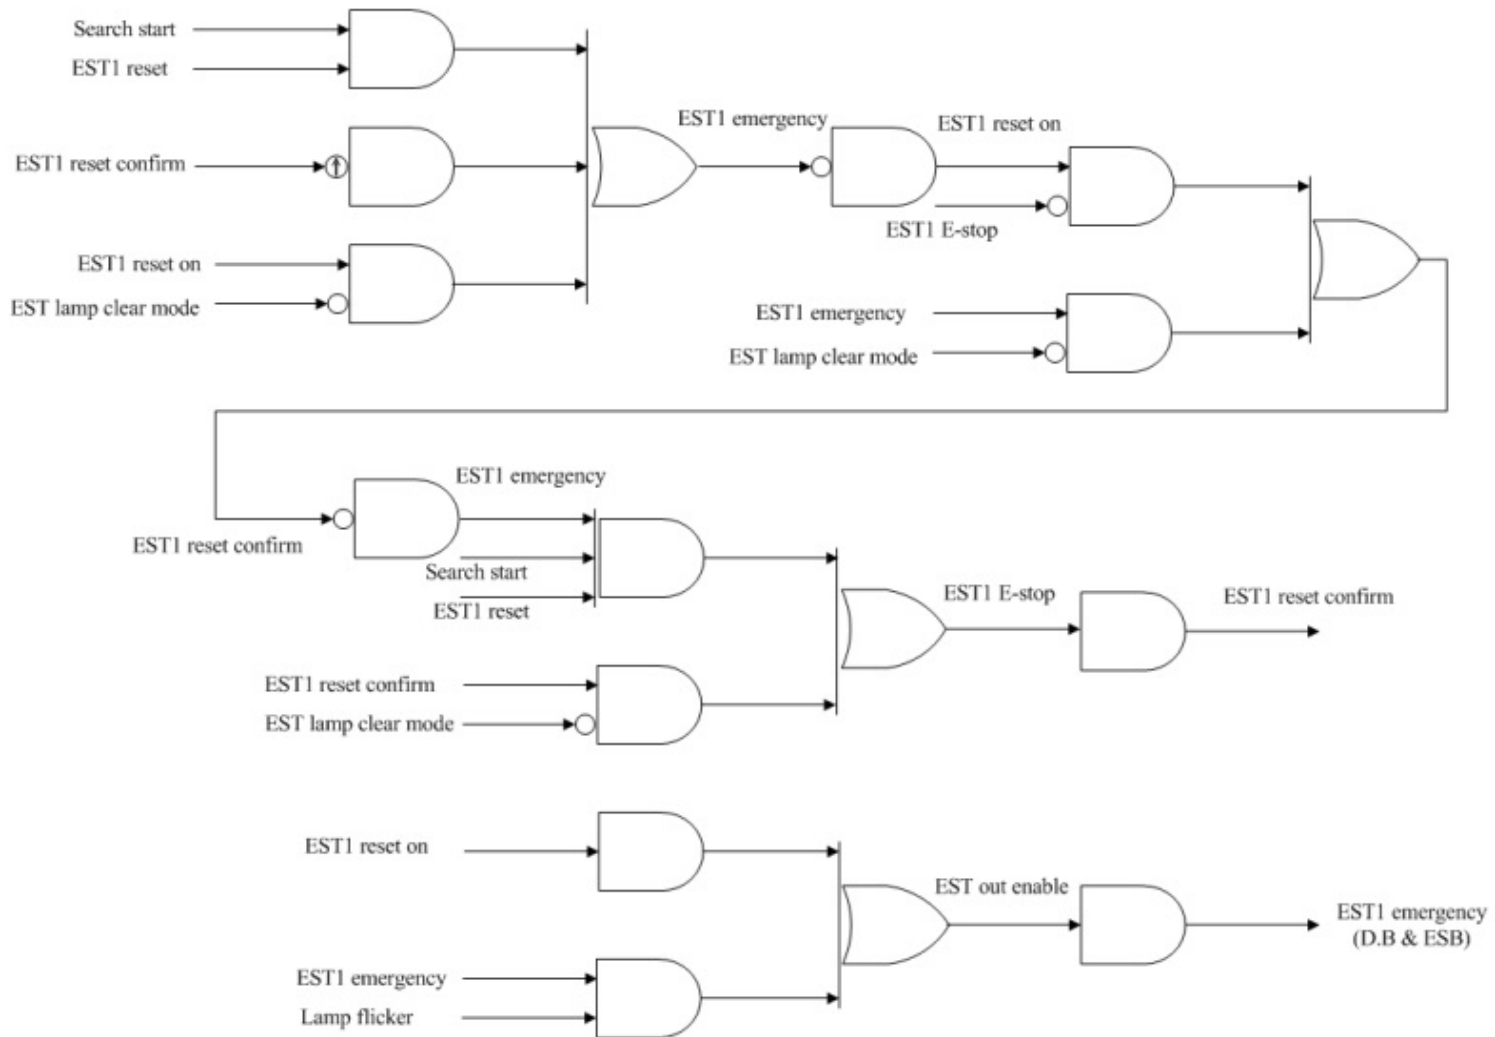 Search start
EST1 reset
EST1 reset confirm
EST1 reset on
EST lamp clear mode
EST1 emergency
EST1 reset on
EST1 E-stop
EST1 emergency
EST lamp clear mode
EST1 reset confirm
EST1 emergency
Search start
EST1 reset
EST1 reset confirm
EST lamp clear mode
EST1 E-stop
EST1 reset confirm
EST1 reset on
EST1 emergency
Lamp flicker
EST out enable
EST1 emergency
(D.B & ESB)